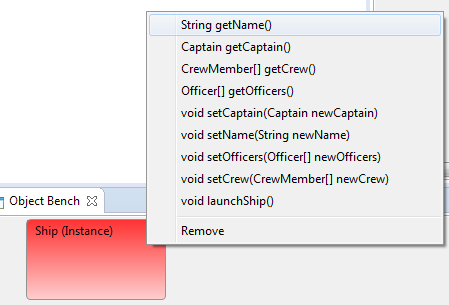 String getName()
Captain getCaptain()
CrewMember[] getCrew()
Officer[] getOfficers()
void setCaptain(Captain newCaptain)
void setName(String newName)
void setOfficers(Officer[] newOfficers)
void setCrew(CrewMember[] newCrew)
void launchShip()
Remove
Object Bench
Ship (Instance)